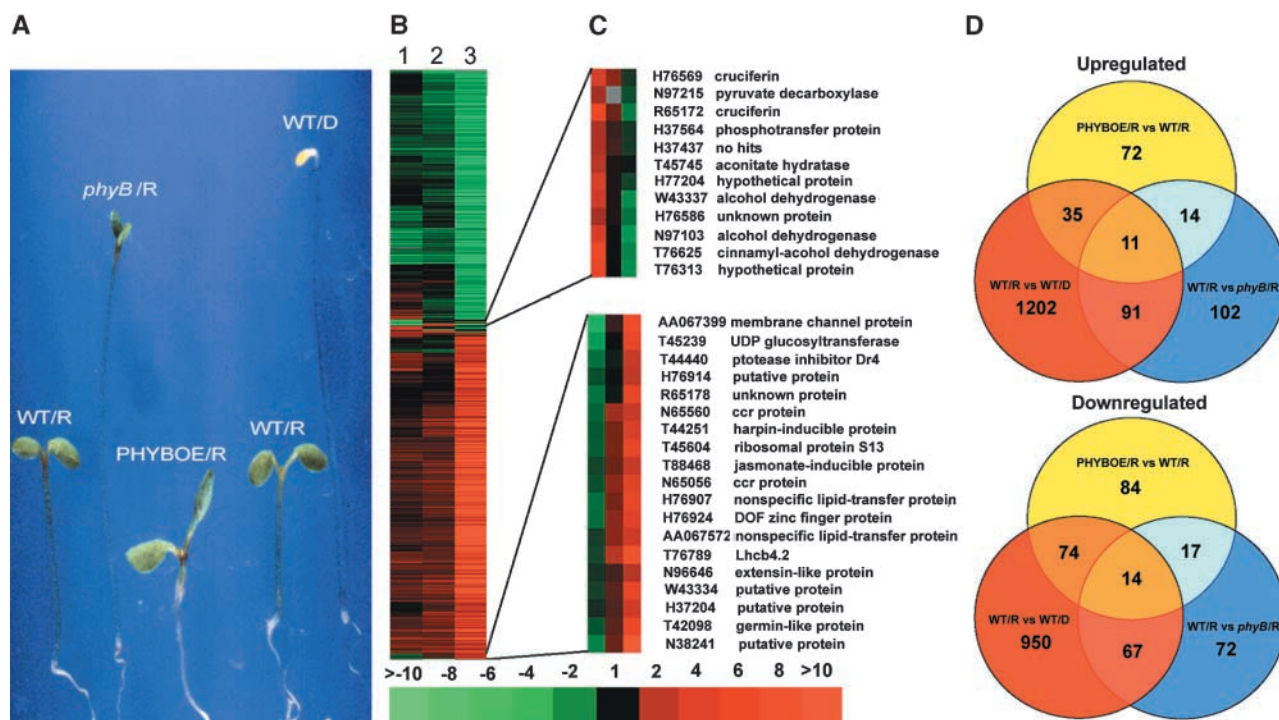 A
B
C
D
WT/D
phyB /R
WT/R
PHYBOE/R
WT/R
1 2 3
H76569 cruciferin
N97215 pyruvate decarboxylase
R65172 cruciferin
H37564 phosphotransfer protein
H37437 no hits
T45745 aconitate hydratase
H77204 hypothetical protein
W43337 alcohol dehydrogenase
H76586 unknown protein
N97103 alcohol dehydrogenase
T76625 cinnamyl-acohol dehydrogenase
T76313 hypothetical protein
AA067399 membrane channel protein
T45239 UDP glucosyltransferase
T44440 ptotease inhibitor Dr4
H76914 putative protein
R65178 unknown protein
N65560 ccr protein
T44251 harpin-inducible protein
T45604 ribosomal protein S13
T88468 jasmonate-inducible protein
N65056 ccr protein
H76907 nonspecific lipid-transfer protein
H76924 DOF zinc finger protein
AA067572 nonspecific lipid-transfer protein
T76789 Lhcb4.2
N96646 extensin-like protein
W43334 putative protein
H37204 putative protein
T42098 germin-like protein
N38241 putative protein
>-10 -8 -6 -4 -2 1 2 4 6 8 >10
Upregulated
PHYBOE/R vs WT/R
72
35
14
11
WT/R vs WT/D
1202
91
WT/R vs phyB/R
102
Downregulated
PHYBOE/R vs WT/R
84
74
17
14
WT/R vs WT/D
950
67
WT/R vs phyB/R
72